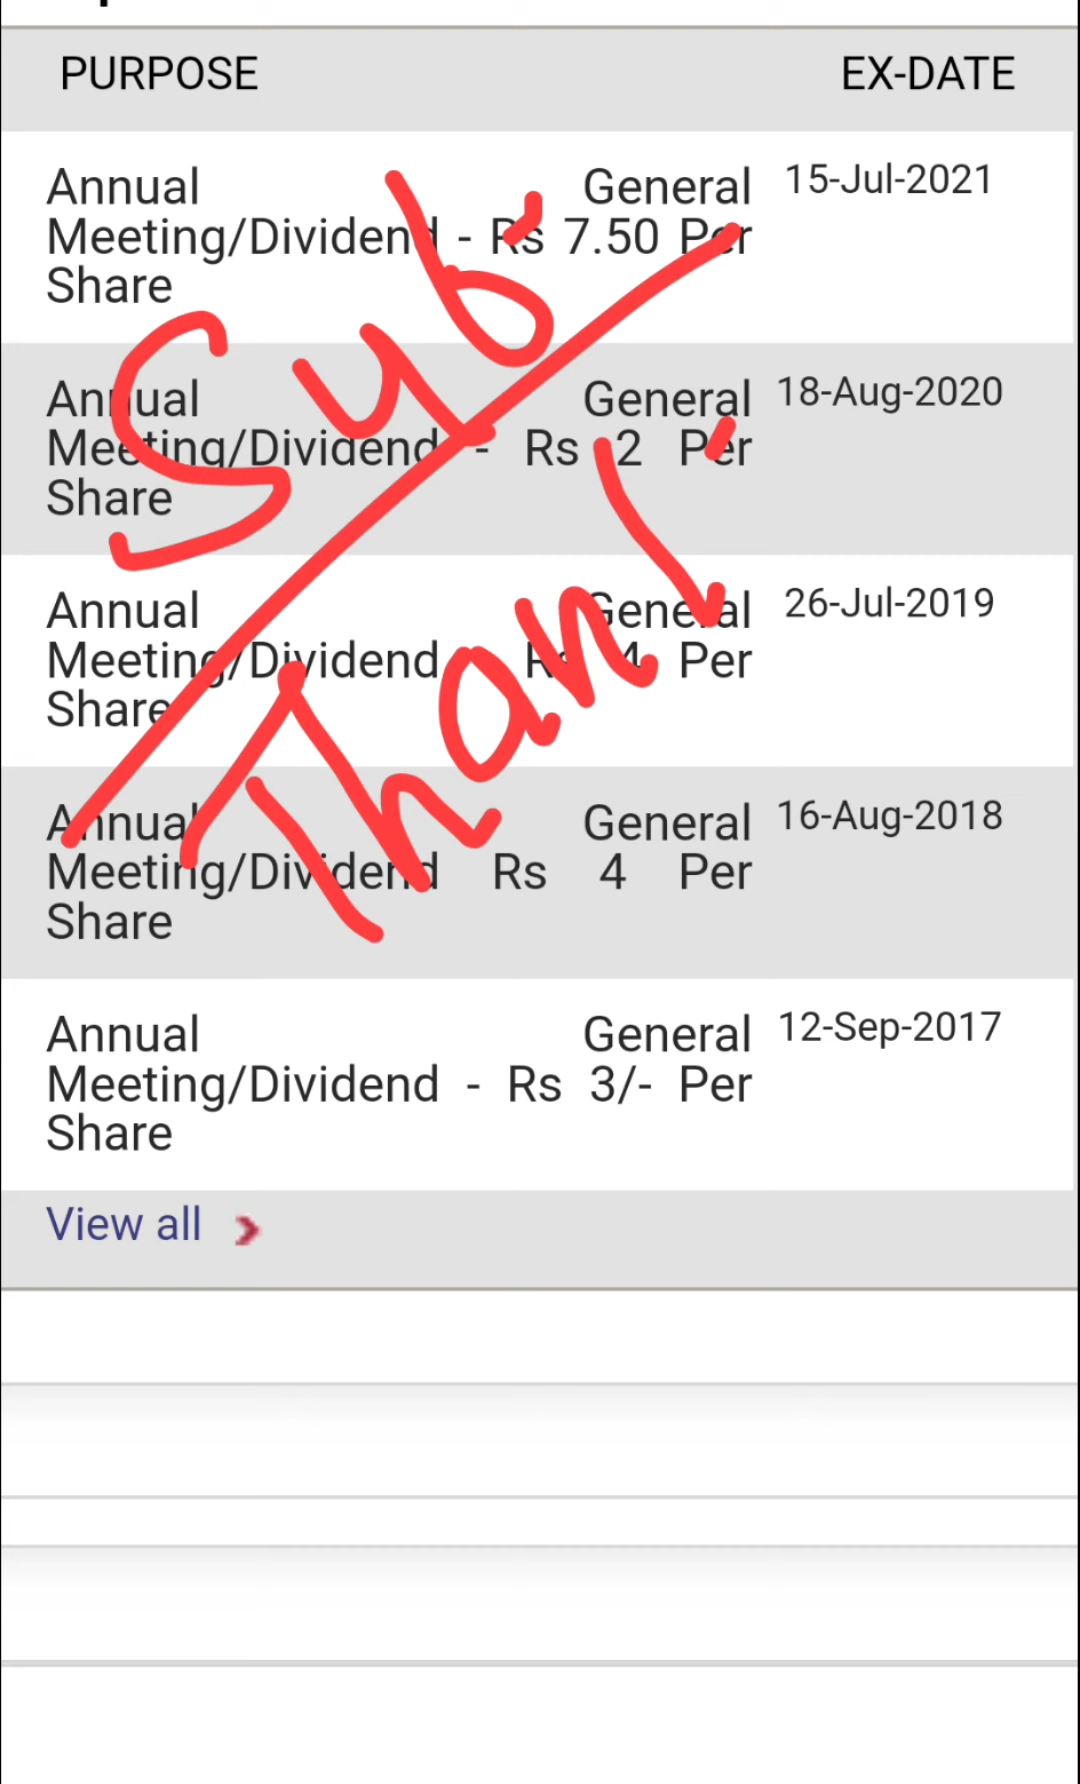 PURPOSE EX-DATE
Annual General 15-Jul-2021
Meeting/Dividend - Rs 7.50 Per
Share
Annual General 18-Aug-2020
Meeting/Dividend - Rs 2 Per
Share
Annual General 26-Jul-2019
Meeting/Dividend Rs 4 Per
Share
Annual General 16-Aug-2018
Meeting/Dividend Rs 4 Per
Share
Annual General 12-Sep-2017
Meeting/Dividend - Rs 3/- Per
Share
View all
Sub
Than